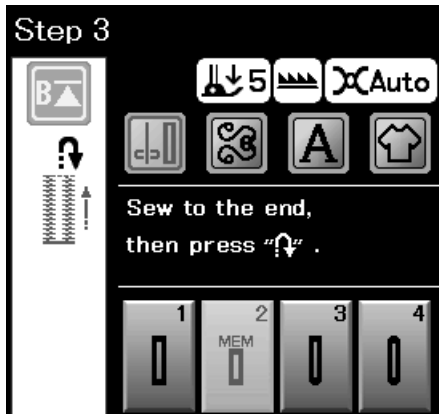 Step 3
5 Auto
B A
Sew to the end,
then press “ ” .
1 2 3 4
MEM